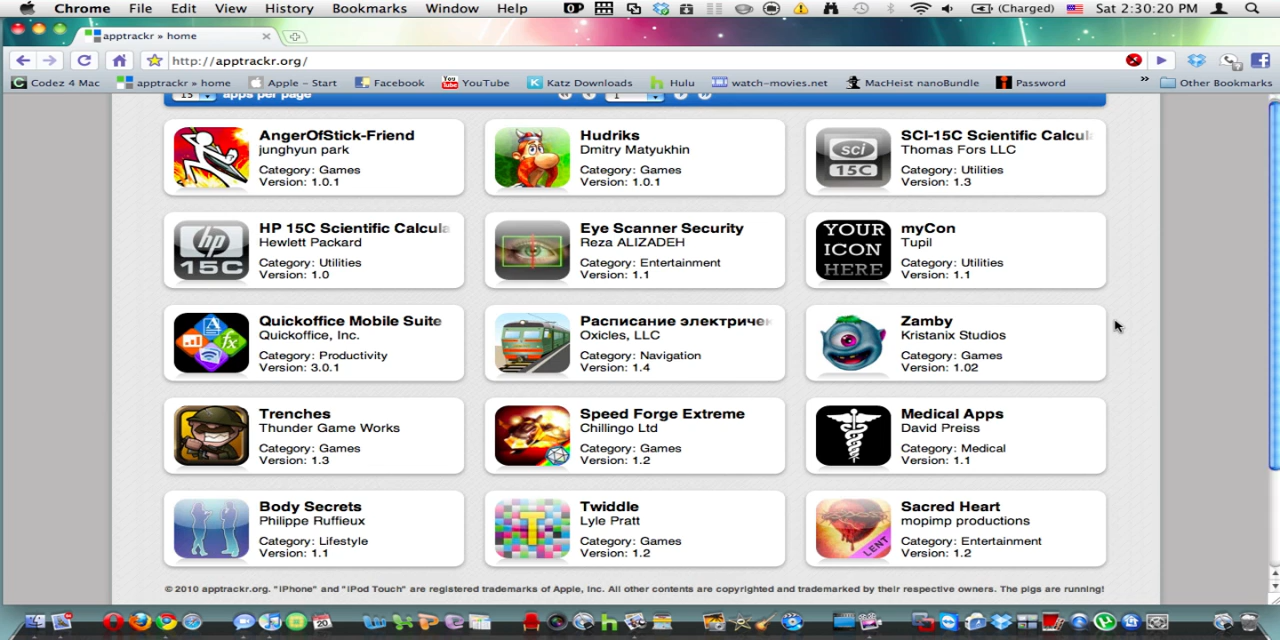 Chrome File Edit View History Bookmarks Window Help (Charged) Sat 2:30:20 PM
apptrackr » home
http://apptrackr.org/
Codez 4 Mac apptrackr » home Apple – Start Facebook YouTube Katz Downloads Hulu watch-movies.net MacHeist nanoBundle Password » Other Bookmarks
15 apps per page 1
AngerOfStick-Friend
junghyun park
Category: Games
Version: 1.0.1
Hudriks
Dmitry Matyukhin
Category: Games
Version: 1.0.1
sci
15C
SCI-15C Scientific Calcula
Thomas Fors LLC
Category: Utilities
Version: 1.3
hp
15C
HP 15C Scientific Calcula
Hewlett Packard
Category: Utilities
Version: 1.0
Eye Scanner Security
Reza ALIZADEH
Category: Entertainment
Version: 1.1
YOUR
ICON
HERE
myCon
Tupil
Category: Utilities
Version: 1.1
Quickoffice Mobile Suite
Quickoffice, Inc.
Category: Productivity
Version: 3.0.1
Расписание электричек
Oxicles, LLC
Category: Navigation
Version: 1.4
Zamby
Kristanix Studios
Category: Games
Version: 1.02
Trenches
Thunder Game Works
Category: Games
Version: 1.3
Speed Forge Extreme
Chillingo Ltd
Category: Games
Version: 1.2
Medical Apps
David Preiss
Category: Medical
Version: 1.1
Body Secrets
Philippe Ruffieux
Category: Lifestyle
Version: 1.1
T
Twiddle
Lyle Pratt
Category: Games
Version: 1.2
LENT
Sacred Heart
mopimp productions
Category: Entertainment
Version: 1.2
© 2010 apptrackr.org. "iPhone" and "iPod Touch" are registered trademarks of Apple, Inc. All other contents are copyrighted and trademarked by their respective owners. The pigs are running!